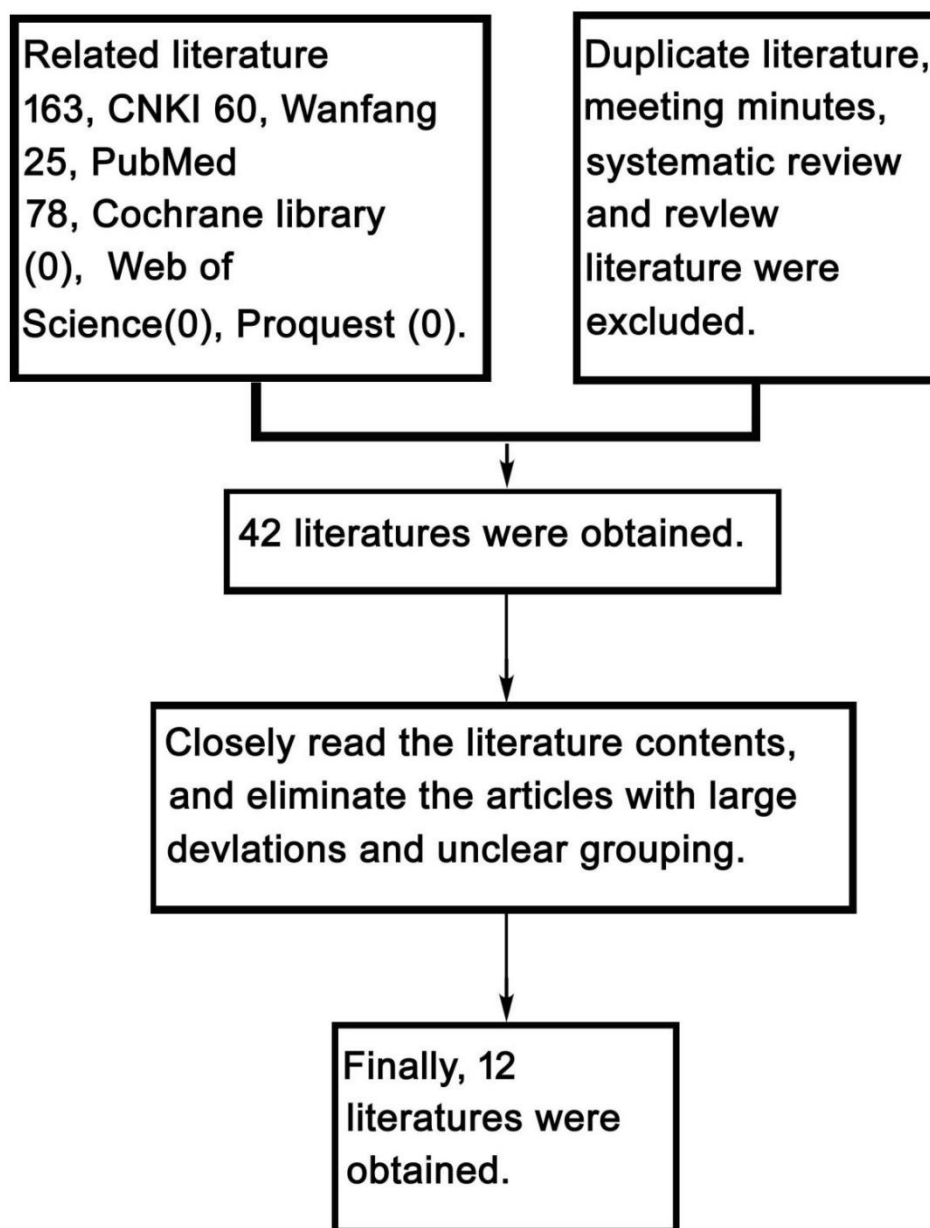 Related literature
163, CNKI 60, Wanfang
25, PubMed
78, Cochrane library
(0), Web of
Science(0), Proquest (0).
Duplicate literature,
meeting minutes,
systematic review
and revlew
literature were
excluded.
42 literatures were obtained.
Closely read the literature contents,
and eliminate the articles with large
devlations and unclear grouping.
Finally, 12
literatures were
obtained.